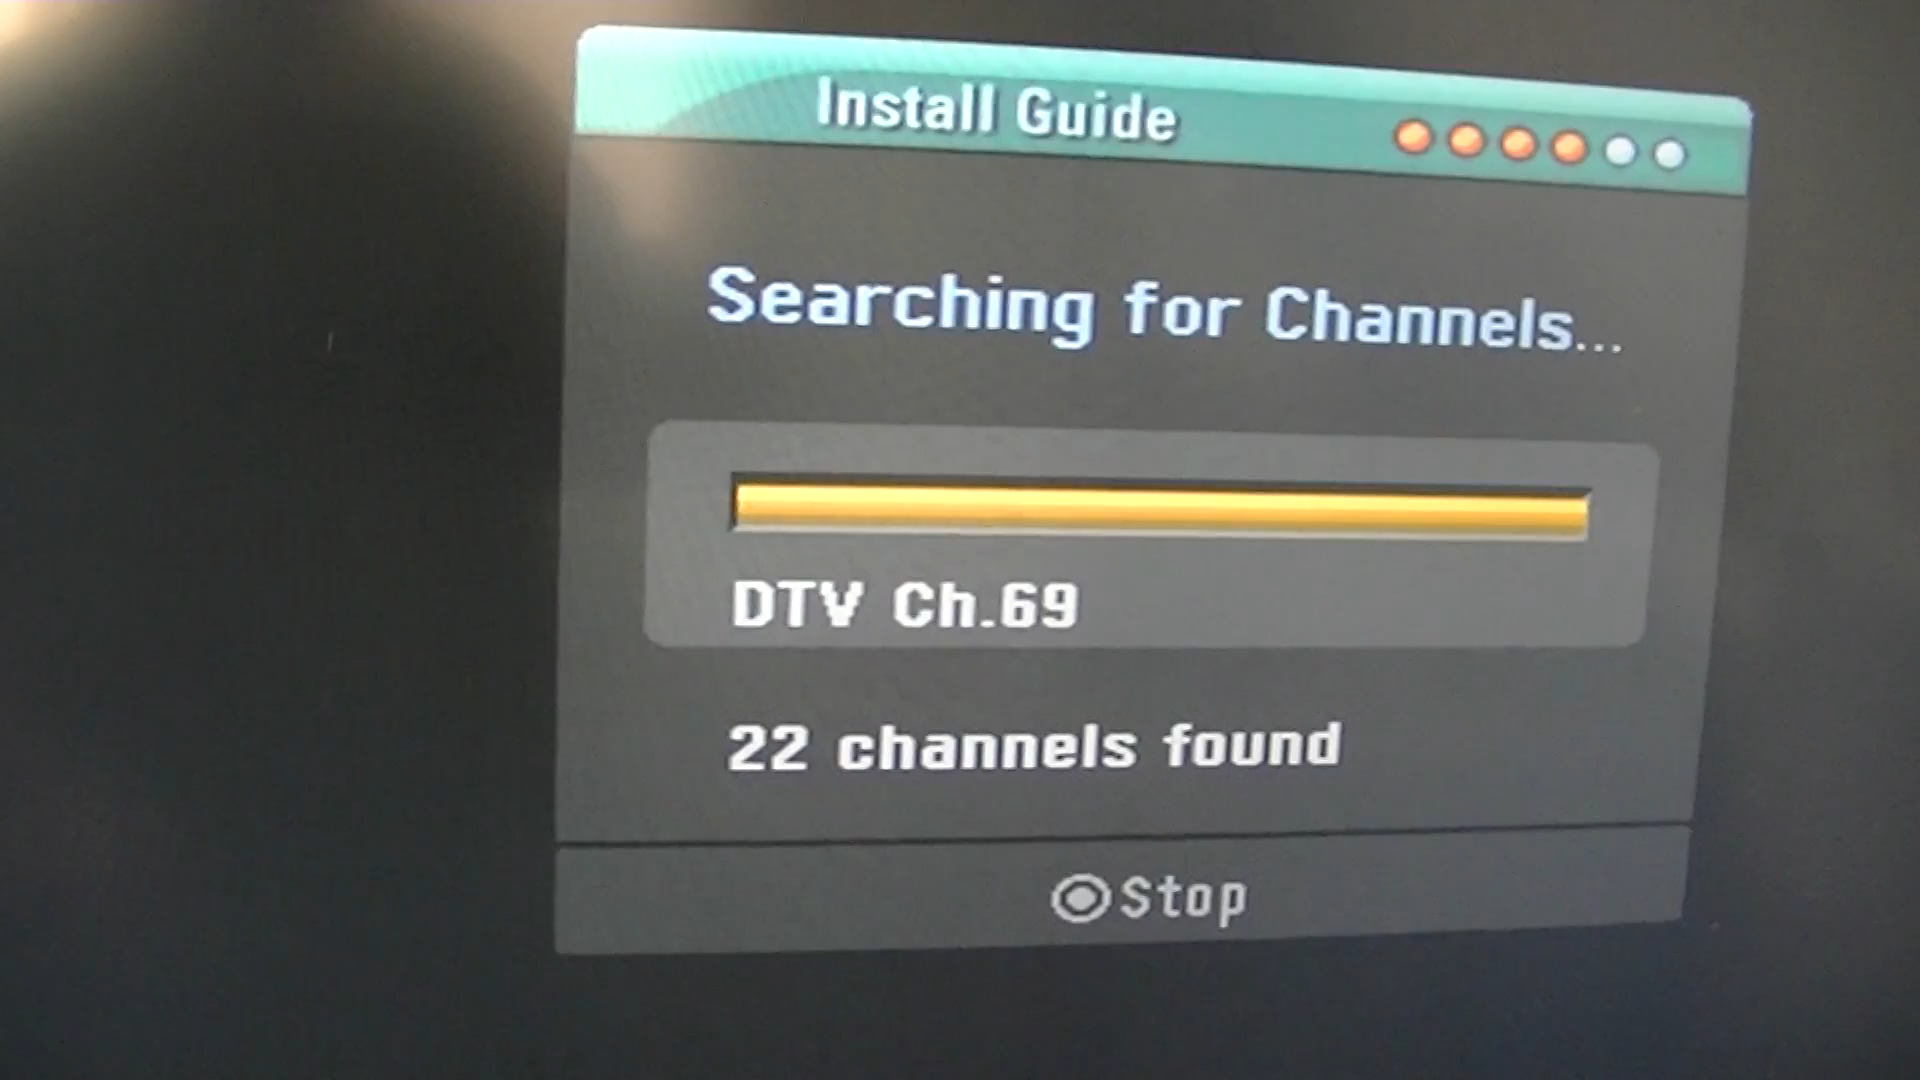 Install Guide
Searching for Channels...
DTV Ch.69
22 channels found
Stop